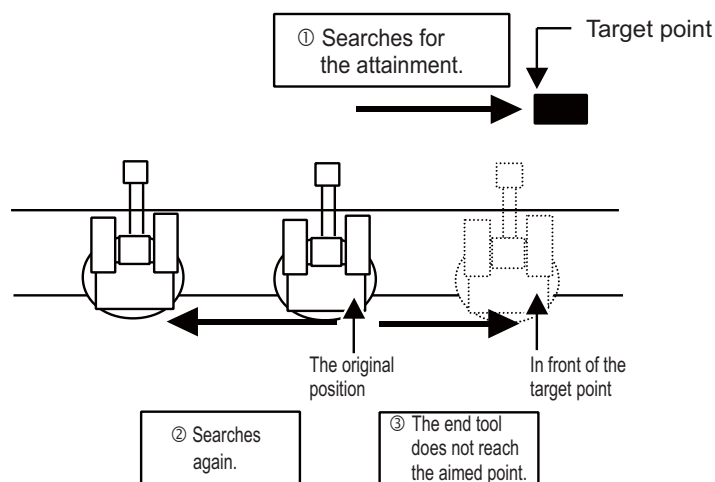 ① Searches for
the attainment.
Target point
The original
position
In front of the
target point
② Searches
again.
③ The end tool
does not reach
the aimed point.